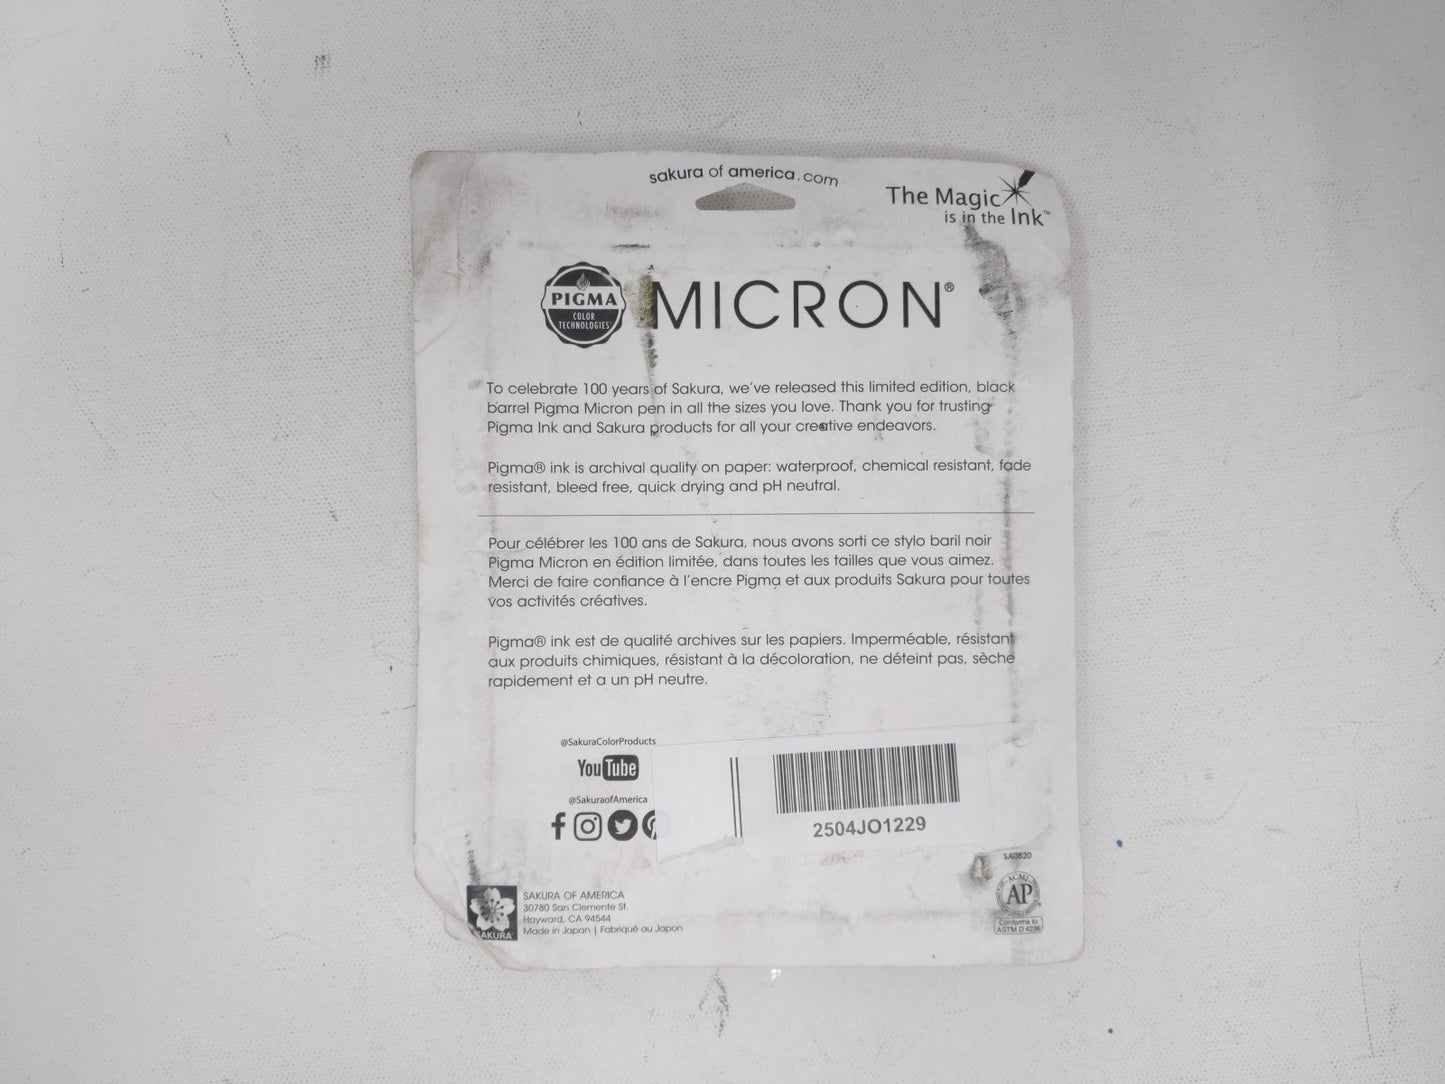 sakura of america.com
The Magic
is in the Ink™
PIGMA
COLOR
TECHNOLOGIES
MICRON®
To celebrate 100 years of Sakura, we've released this limited edition, black
barrel Pigma Micron pen in all the sizes you love. Thank you for trusting
Pigma Ink and Sakura products for all your creative endeavors.
Pigma® ink is archival quality on paper: waterproof, chemical resistant, fade
resistant, bleed free, quick drying and pH neutral.
Pour célébrer les 100 ans de Sakura, nous avons sorti ce stylo baril noir
Pigma Micron en édition limitée, dans toutes les tailles que vous aimez.
Merci de faire confiance à l'encre Pigma et aux produits Sakura pour toutes
vos activités créatives.
Pigma® ink est de qualité archives sur les papiers. Imperméable, résistant
aux produits chimiques, résistant à la décoloration, ne déteint pas, sèche
rapidement et a un pH neutre.
@SakuraColorProducts
YouTube
@SakuraofAmerica
2504JO1229
SA0820
ACMI
AP
Conforms to
ASTM D 4236
SAKURA
SAKURA OF AMERICA
30780 San Clemente St.
Hayward, CA 94544
Made in Japan | Fabriqué au Japon